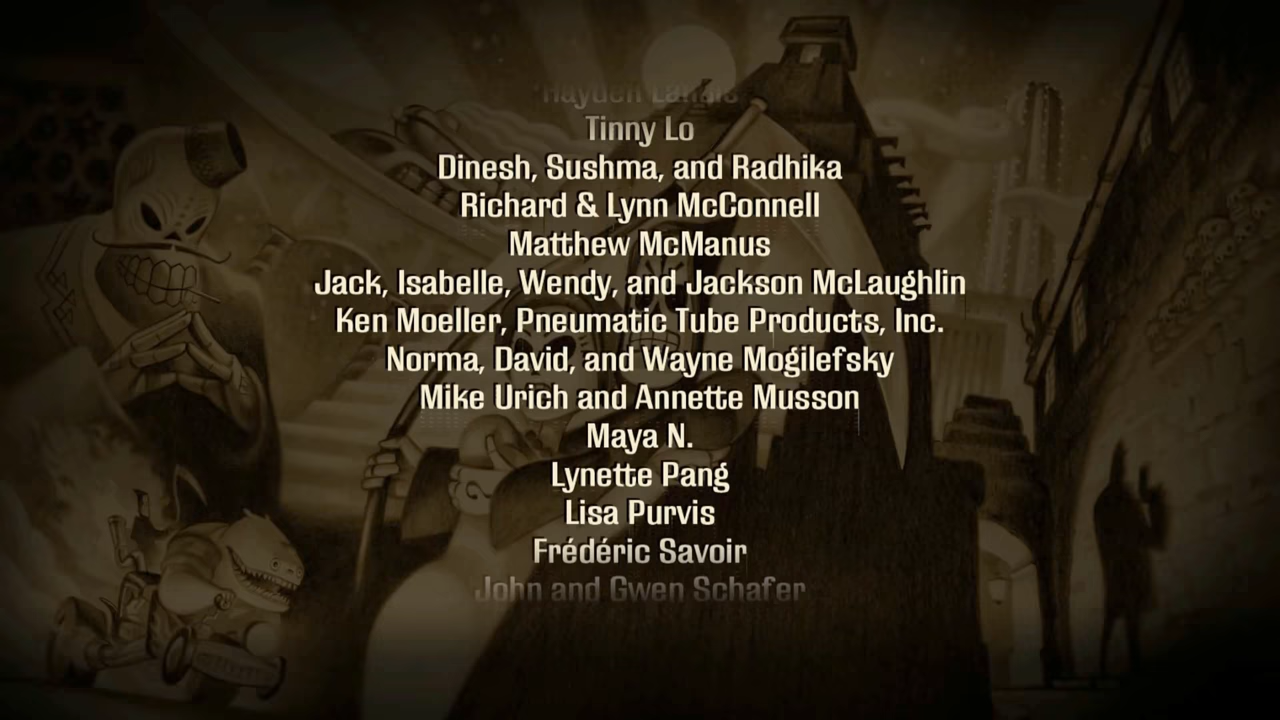 Tinny Lo
Dinesh, Sushma, and Radhika
Richard & Lynn McConnell
Matthew McManus
Jack, Isabelle, Wendy, and Jackson McLaughlin
Ken Moeller, Pneumatic Tube Products, Inc.
Norma, David, and Wayne Mogilefsky
Mike Urich and Annette Musson
Maya N.
Lynette Pang
Lisa Purvis
Frédéric Savoir
John and Gwen Schafer